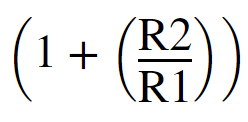 (1 + (R2/R1))